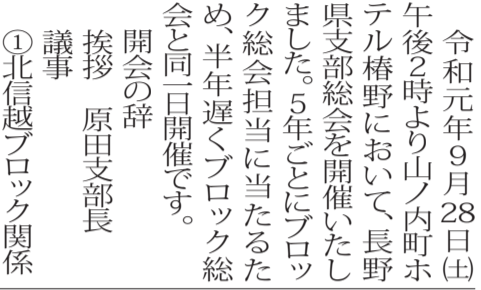 令和元年9月28日㈯
午後2時より山ノ内町ホ
テル椿野において、長野
県支部総会を開催いたし
ました。5年ごとにブロッ
ク総会担当に当たるた
め、半年遅くブロック総
会と同一日開催です。
開会の辞
挨拶　原田支部長
議事
①北信越ブロック関係